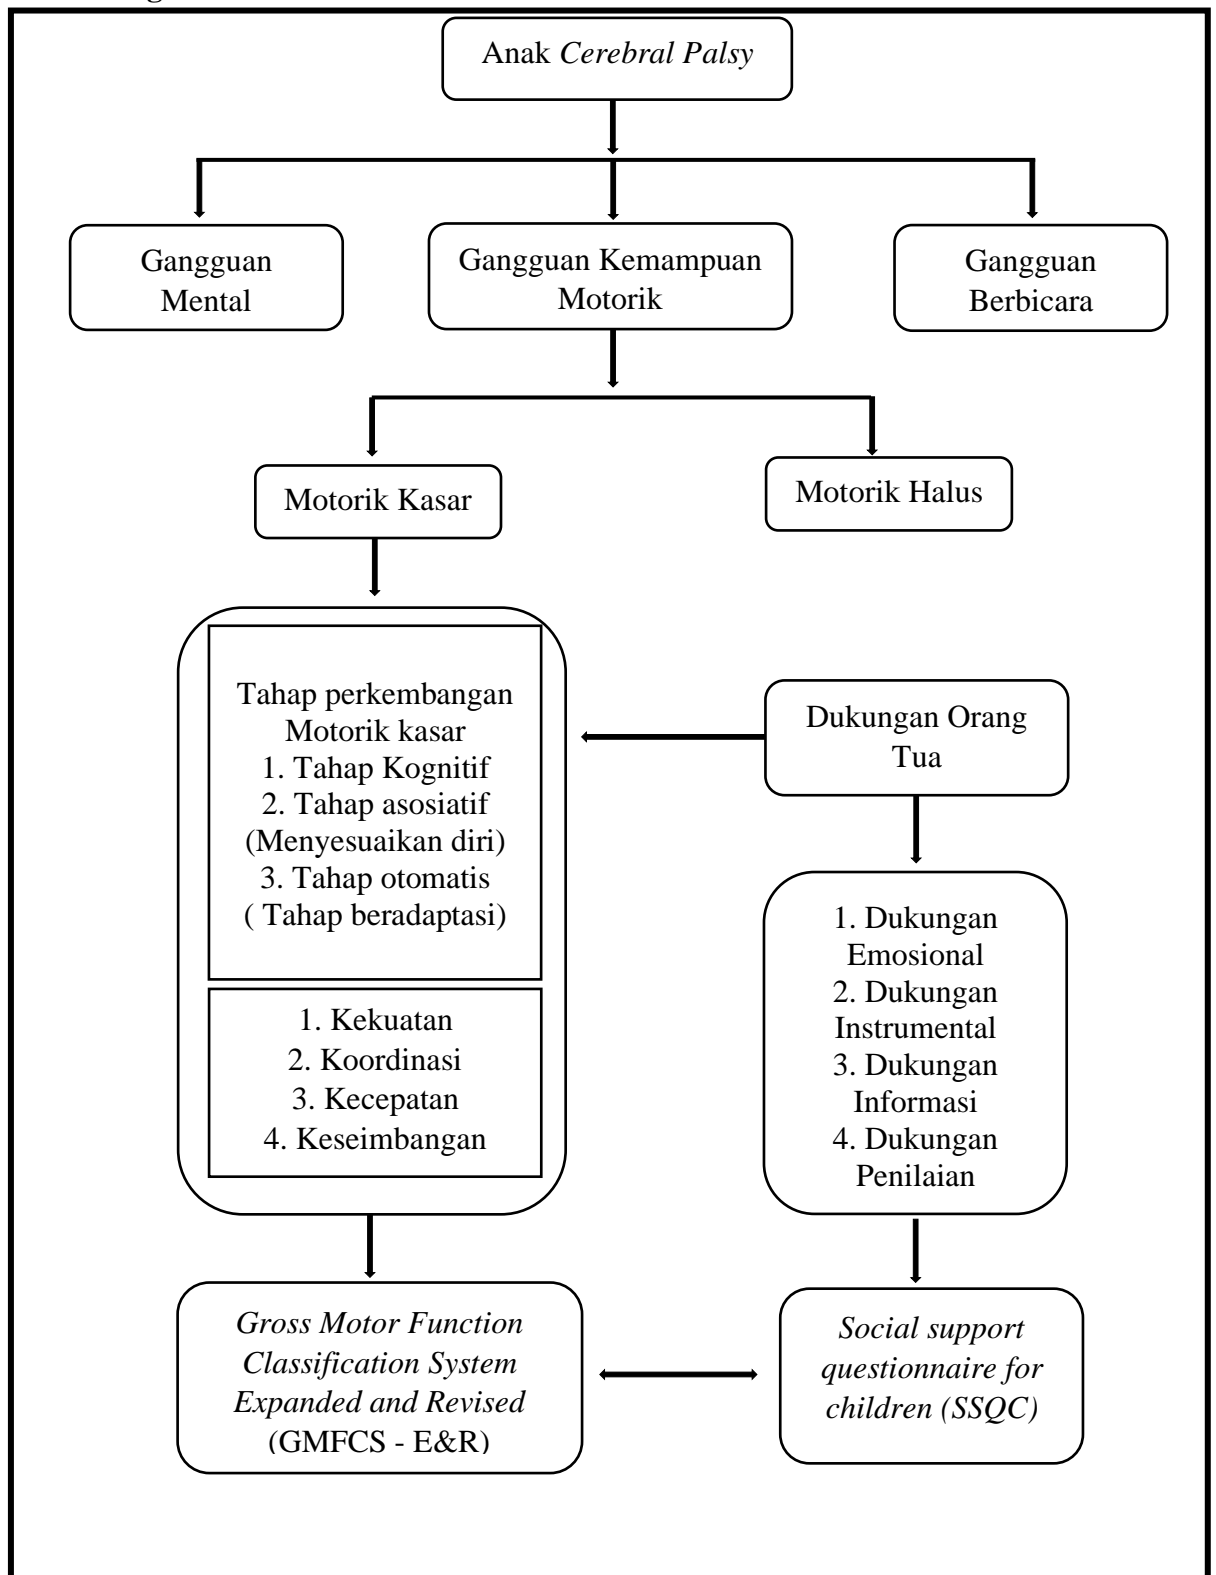 Anak Cerebral Palsy
Gangguan
Mental
Gangguan Kemampuan
Motorik
Gangguan
Berbicara
Motorik Kasar
Motorik Halus
Tahap perkembangan
Motorik kasar
1. Tahap Kognitif
2. Tahap asosiatif
(Menyesuaikan diri)
3. Tahap otomatis
( Tahap beradaptasi)
1. Kekuatan
2. Koordinasi
3. Kecepatan
4. Keseimbangan
Dukungan Orang
Tua
1. Dukungan
Emosional
2. Dukungan
Instrumental
3. Dukungan
Informasi
4. Dukungan
Penilaian
Gross Motor Function
Classification System
Expanded and Revised
(GMFCS - E&R)
Social support
questionnaire for
children (SSQC)